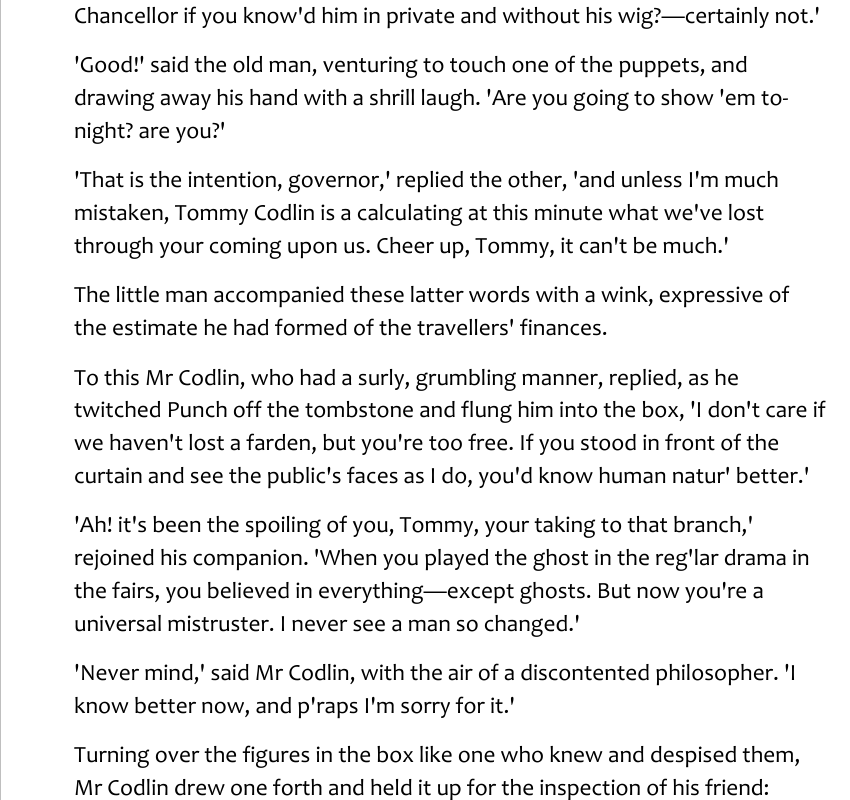 Chancellor if you know'd him in private and without his wig?—certainly not.'
'Good!' said the old man, venturing to touch one of the puppets, and
drawing away his hand with a shrill laugh. 'Are you going to show 'em to-
night? are you?'
'That is the intention, governor,' replied the other, 'and unless I'm much
mistaken, Tommy Codlin is a calculating at this minute what we've lost
through your coming upon us. Cheer up, Tommy, it can't be much.'
The little man accompanied these latter words with a wink, expressive of
the estimate he had formed of the travellers' finances.
To this Mr Codlin, who had a surly, grumbling manner, replied, as he
twitched Punch off the tombstone and flung him into the box, 'I don't care if
we haven't lost a farden, but you're too free. If you stood in front of the
curtain and see the public's faces as I do, you'd know human natur' better.'
'Ah! it's been the spoiling of you, Tommy, your taking to that branch,'
rejoined his companion. 'When you played the ghost in the reg'lar drama in
the fairs, you believed in everything—except ghosts. But now you're a
universal mistruster. I never see a man so changed.'
'Never mind,' said Mr Codlin, with the air of a discontented philosopher. 'I
know better now, and p'raps I'm sorry for it.'
Turning over the figures in the box like one who knew and despised them,
Mr Codlin drew one forth and held it up for the inspection of his friend: